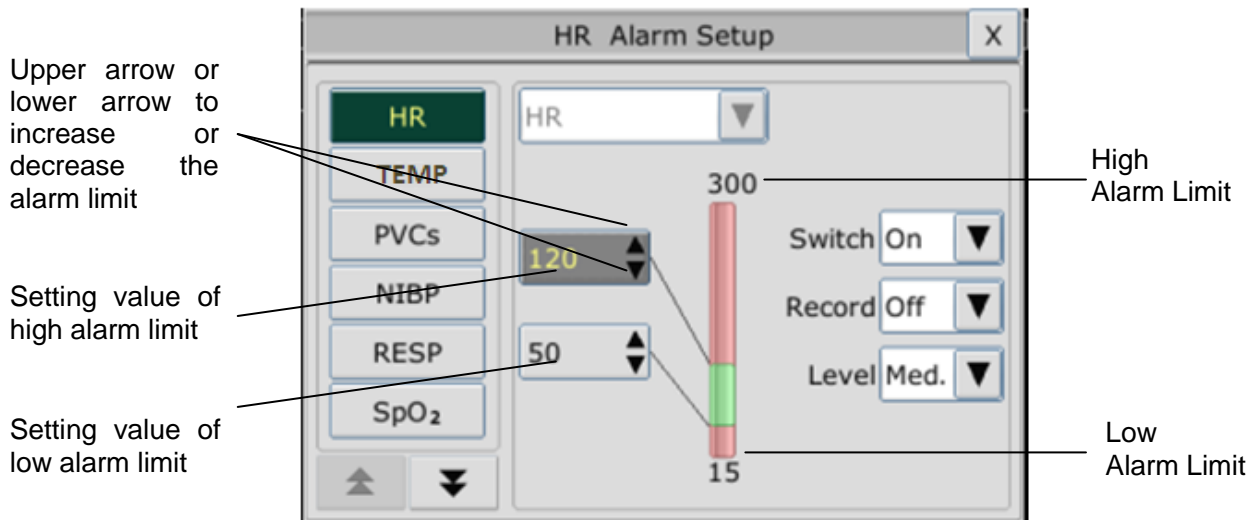 HR Alarm Setup
X
Upper arrow or
lower arrow to
increase or
decrease the
alarm limit
Setting value of
high alarm limit
Setting value of
low alarm limit
HR
TEMP
PVCs
NIBP
RESP
SpO₂
HR
120
50
300
15
Switch On
Record Off
Level Med.
High
Alarm Limit
Low
Alarm Limit